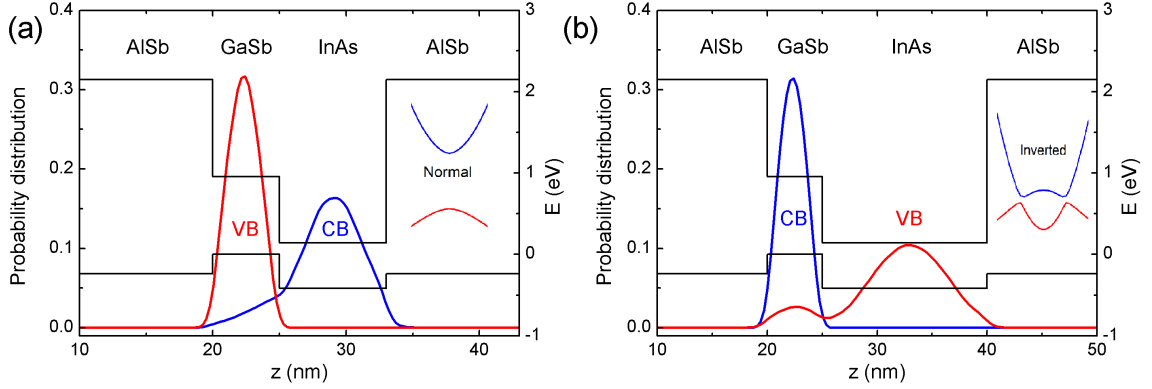 (a)
AlSb GaSb InAs AlSb
Probability distribution
0.4
0.3
0.2
0.1
0.0
VB CB
Normal
3
2
1
0
-1
E (eV)
10 20 30 40
z (nm)
(b)
AlSb GaSb InAs AlSb
Probability distribution
0.4
0.3
0.2
0.1
0.0
CB VB
Inverted
3
2
1
0
-1
E (eV)
10 20 30 40 50
z (nm)